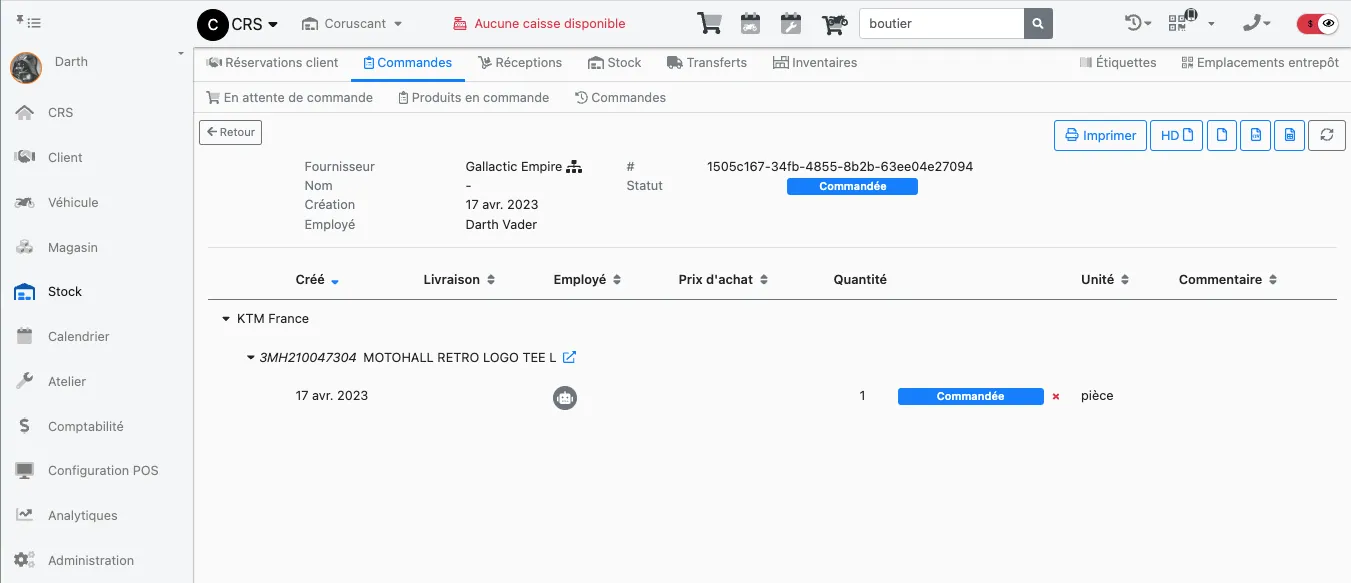 C CRS Coruscant Aucune caisse disponible boutier $
Darth
CRS
Client
Véhicule
Magasin
Stock
Calendrier
Atelier
Comptabilité
Configuration POS
Analytiques
Administration
Réservations client Commandes Réceptions Stock Transferts Inventaires Étiquettes Emplacements entrepôt
En attente de commande Produits en commande Commandes
Retour Imprimer HD
Fournisseur Gallactic Empire # 1505c167-34fb-4855-8b2b-63ee04e27094
Nom - Statut Commandée
Création 17 avr. 2023
Employé Darth Vader
Créé Livraison Employé Prix d'achat Quantité Unité Commentaire
KTM France
3MH210047304 MOTOHALL RETRO LOGO TEE L
17 avr. 2023 1 Commandée × pièce